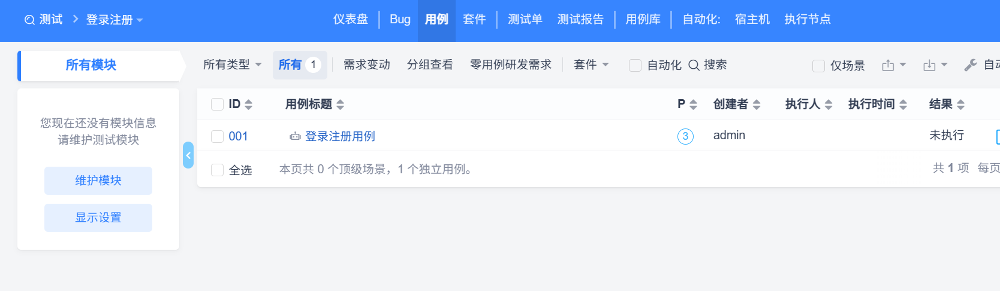 测试 登录注册 仪表盘 Bug 用例 套件 测试单 测试报告 用例库 自动化: 宿主机 执行节点
所有模块 所有类型 所有 1 需求变动 分组查看 零用例研发需求 套件 自动化 搜索 仅场景
ID 用例标题 P 创建者 执行人 执行时间 结果
您现在还没有模块信息
请维护测试模块
维护模块
显示设置
001 登录注册用例 3 admin 未执行
全选 本页共 0 个顶级场景，1 个独立用例。 共 1 项 每页